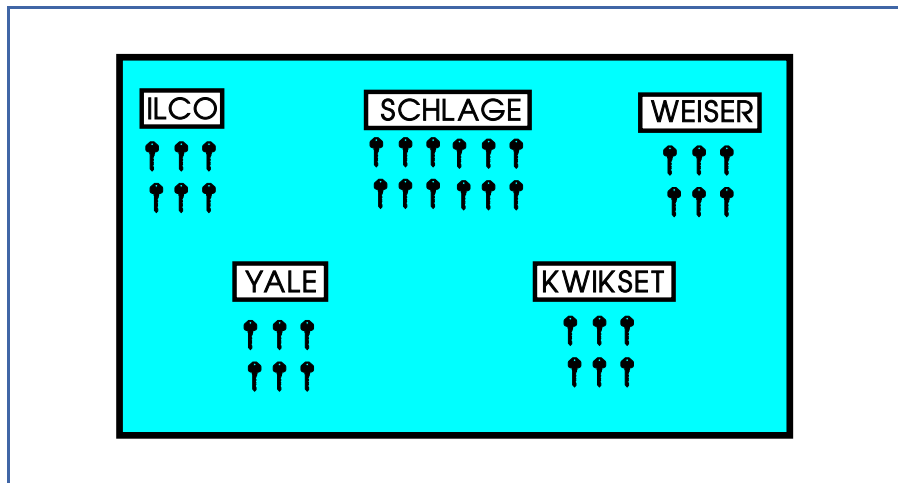 ILCO
SCHLAGE
WEISER
YALE
KWIKSET